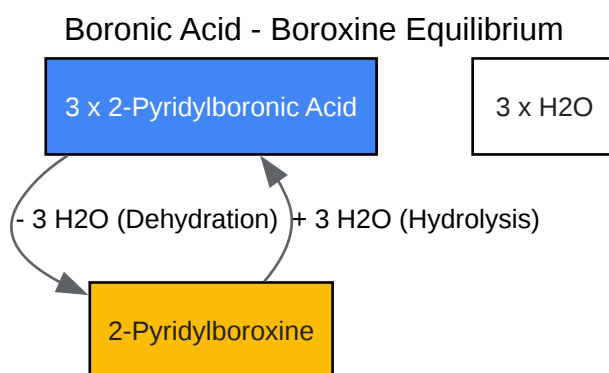 Boronic Acid - Boroxine Equilibrium
3 x 2-Pyridylboronic Acid
3 x H2O
- 3 H2O (Dehydration)
+ 3 H2O (Hydrolysis)
2-Pyridylboroxine